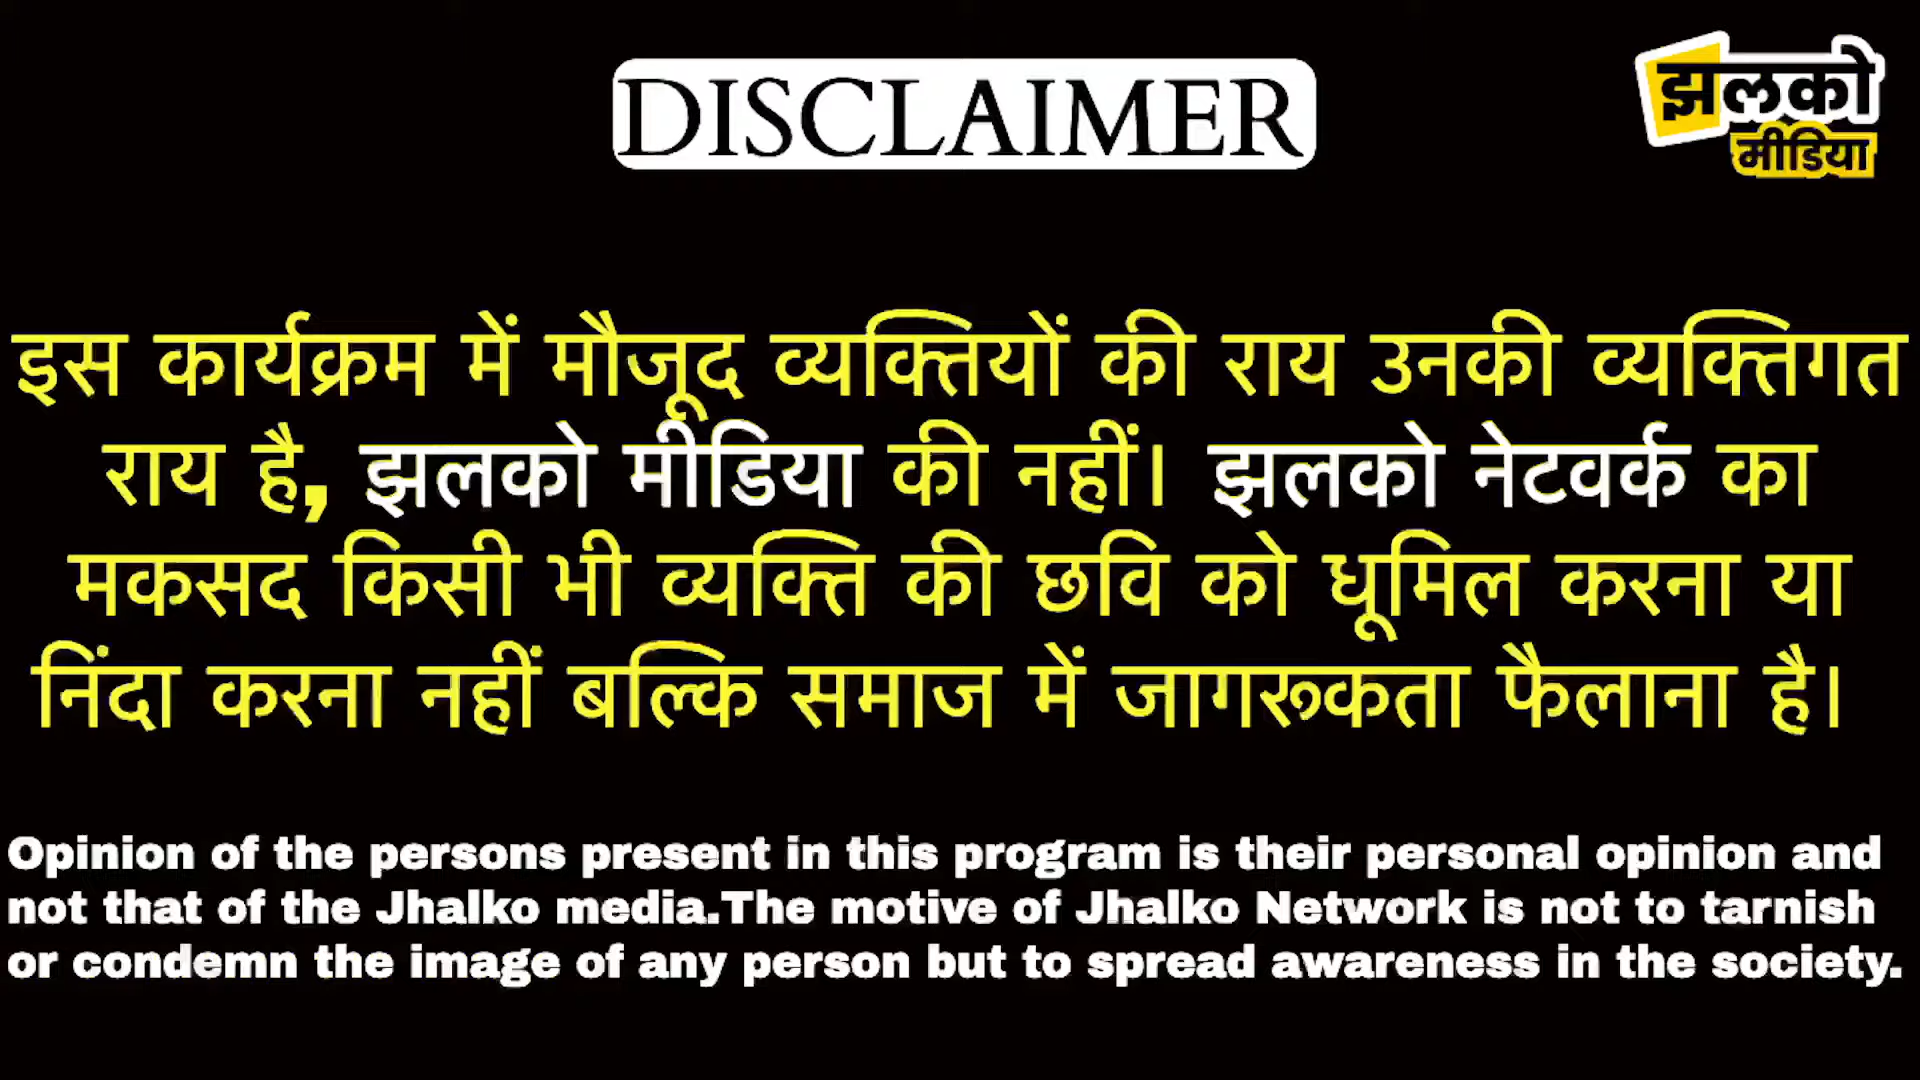 DISCLAIMER
झलको
मीडिया
इस कार्यक्रम में मौजूद व्यक्तियों की राय उनकी व्यक्तिगत
राय है, झलको मीडिया की नहीं। झलको नेटवर्क का
मकसद किसी भी व्यक्ति की छवि को धूमिल करना या
निंदा करना नहीं बल्कि समाज में जागरूकता फैलाना है।
Opinion of the persons present in this program is their personal opinion and
not that of the Jhalko media.The motive of Jhalko Network is not to tarnish
or condemn the image of any person but to spread awareness in the society.